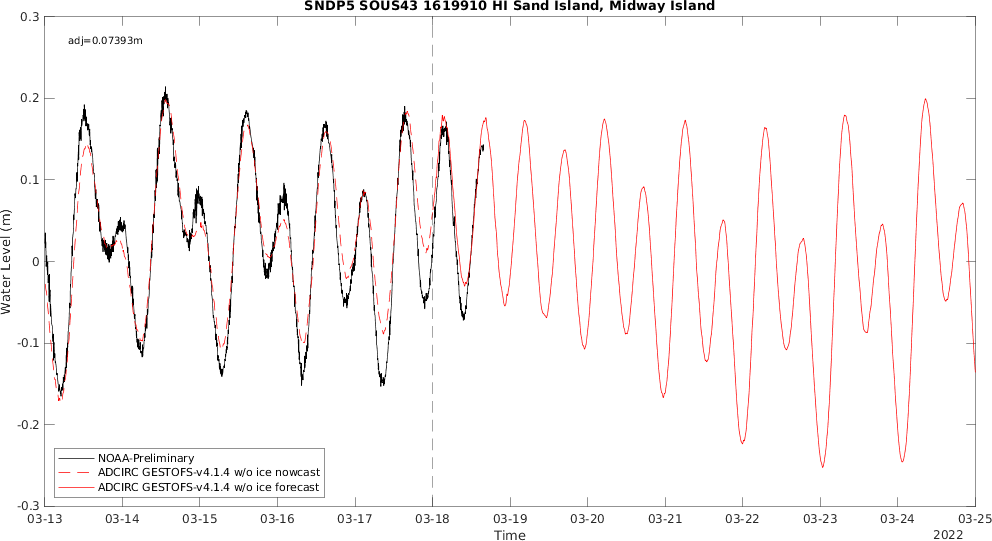 SNDP5 SOUS43 1619910 HI Sand Island, Midway Island
adj=0.07393m
0.3
0.2
0.1
0
-0.1
-0.2
-0.3
Water Level (m)
NOAA-Preliminary
ADCIRC GESTOFS-v4.1.4 w/o ice nowcast
ADCIRC GESTOFS-v4.1.4 w/o ice forecast
03-13 03-14 03-15 03-16 03-17 03-18 03-19 03-20 03-21 03-22 03-23 03-24 03-25
Time
2022